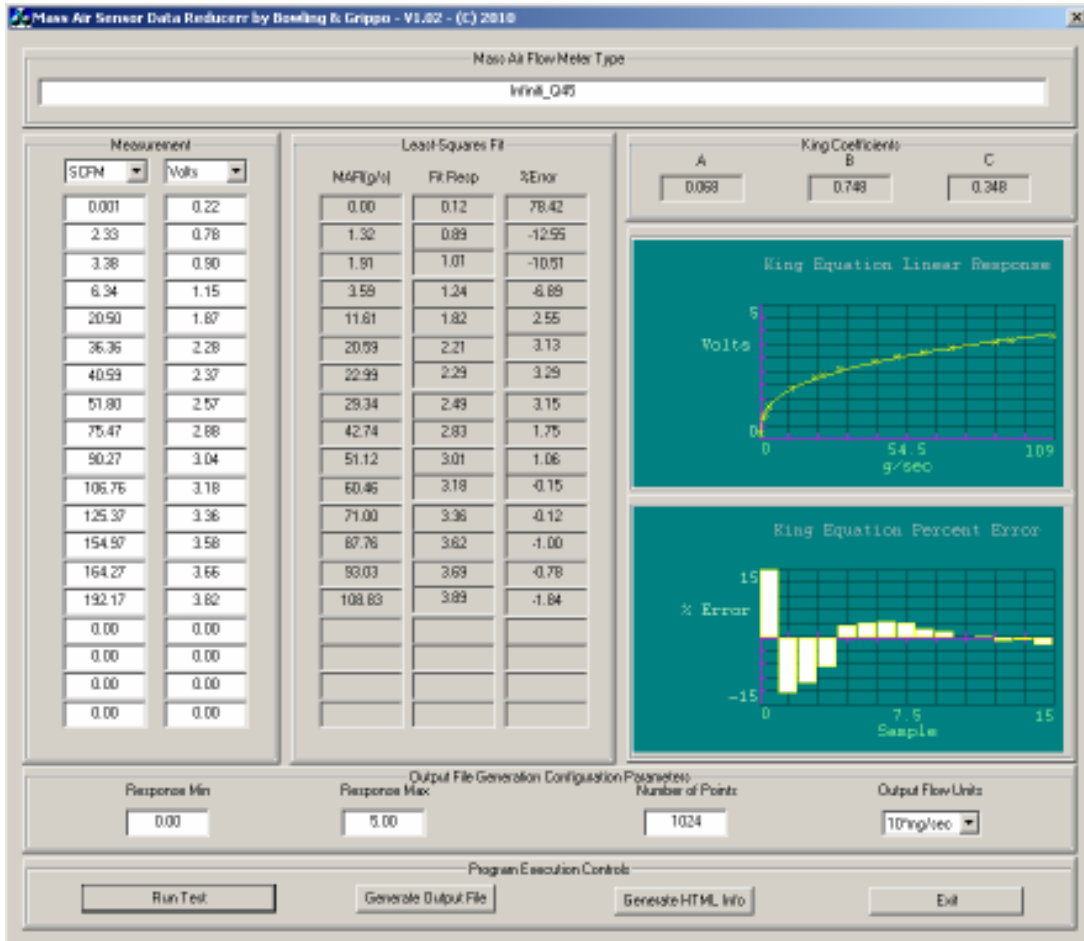 Mass Air Sensor Data Reducerr by Bowling & Grippo - V1.02 - (C) 2010
Mass Air Flow Meter Type
Infiniti_Q45
Measurement
SCFM Volts
0.001 0.22
2.33 0.78
3.38 0.90
6.34 1.15
20.50 1.87
36.36 2.28
40.59 2.37
51.80 2.57
75.47 2.88
90.27 3.04
106.76 3.18
125.37 3.36
154.97 3.58
164.27 3.66
192.17 3.82
0.00 0.00
0.00 0.00
0.00 0.00
0.00 0.00
Least-Squares Fit
MAF(g/s) Fit Resp %Error
0.00 0.12 78.42
1.32 0.89 -12.55
1.91 1.01 -10.51
3.59 1.24 -6.89
11.61 1.82 2.55
20.59 2.21 3.13
22.99 2.29 3.29
29.34 2.49 3.15
42.74 2.83 1.75
51.12 3.01 1.06
60.46 3.18 -0.15
71.00 3.36 -0.12
87.76 3.62 -1.00
93.03 3.69 -0.78
108.83 3.89 -1.84
King Coefficients
A B C
0.068 0.748 0.348
King Equation Linear Response
5
Volts
0
0 54.5 109
g/sec
King Equation Percent Error
15
% Error
-15
0 7.5 15
Sample
Output File Generation Configuration Parameters
Response Min Response Max Number of Points Output Flow Units
0.00 5.00 1024 10*mg/sec
Program Execution Controls
Run Test Generate Output File Generate HTML Info Exit